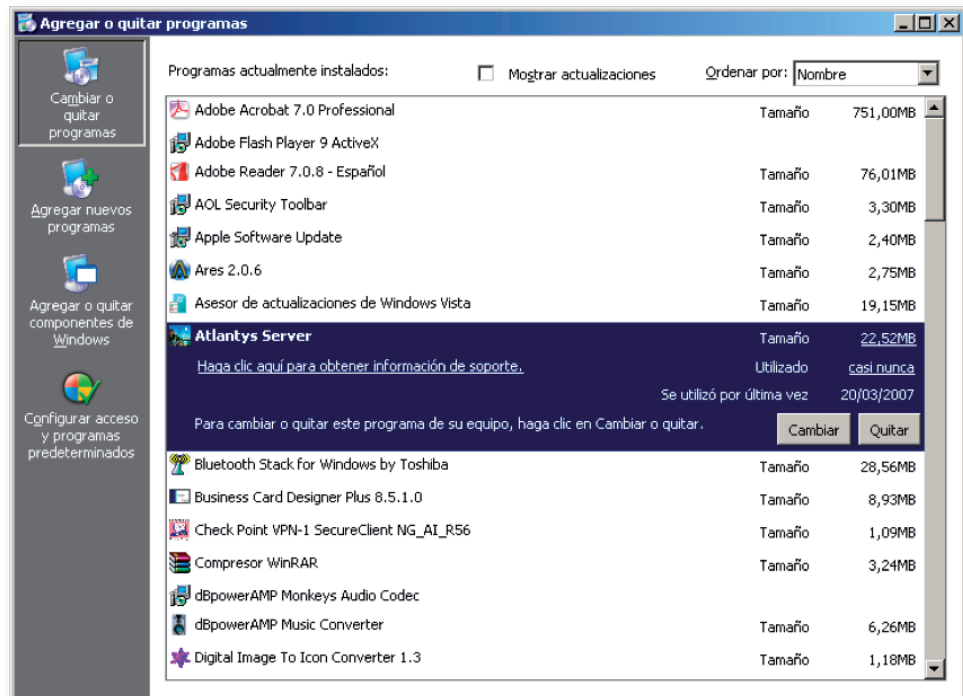 Agregar o quitar programas
Cambiar o
quitar
programas
Agregar nuevos
programas
Agregar o quitar
componentes de
Windows
Configurar acceso
y programas
predeterminados
Programas actualmente instalados:
Mostrar actualizaciones
Ordenar por: Nombre
Adobe Acrobat 7.0 Professional Tamaño 751,00MB
Adobe Flash Player 9 ActiveX
Adobe Reader 7.0.8 - Español Tamaño 76,01MB
AOL Security Toolbar Tamaño 3,30MB
Apple Software Update Tamaño 2,40MB
Ares 2.0.6 Tamaño 2,75MB
Asesor de actualizaciones de Windows Vista Tamaño 19,15MB
Atlantys Server Tamaño 22,52MB
Haga clic aquí para obtener información de soporte. Utilizado casi nunca
Se utilizó por última vez 20/03/2007
Para cambiar o quitar este programa de su equipo, haga clic en Cambiar o quitar. Cambiar Quitar
Bluetooth Stack for Windows by Toshiba Tamaño 28,56MB
Business Card Designer Plus 8.5.1.0 Tamaño 8,93MB
Check Point VPN-1 SecureClient NG_AI_R56 Tamaño 1,09MB
Compresor WinRAR Tamaño 3,24MB
dBpowerAMP Monkeys Audio Codec
dBpowerAMP Music Converter Tamaño 6,26MB
Digital Image To Icon Converter 1.3 Tamaño 1,18MB